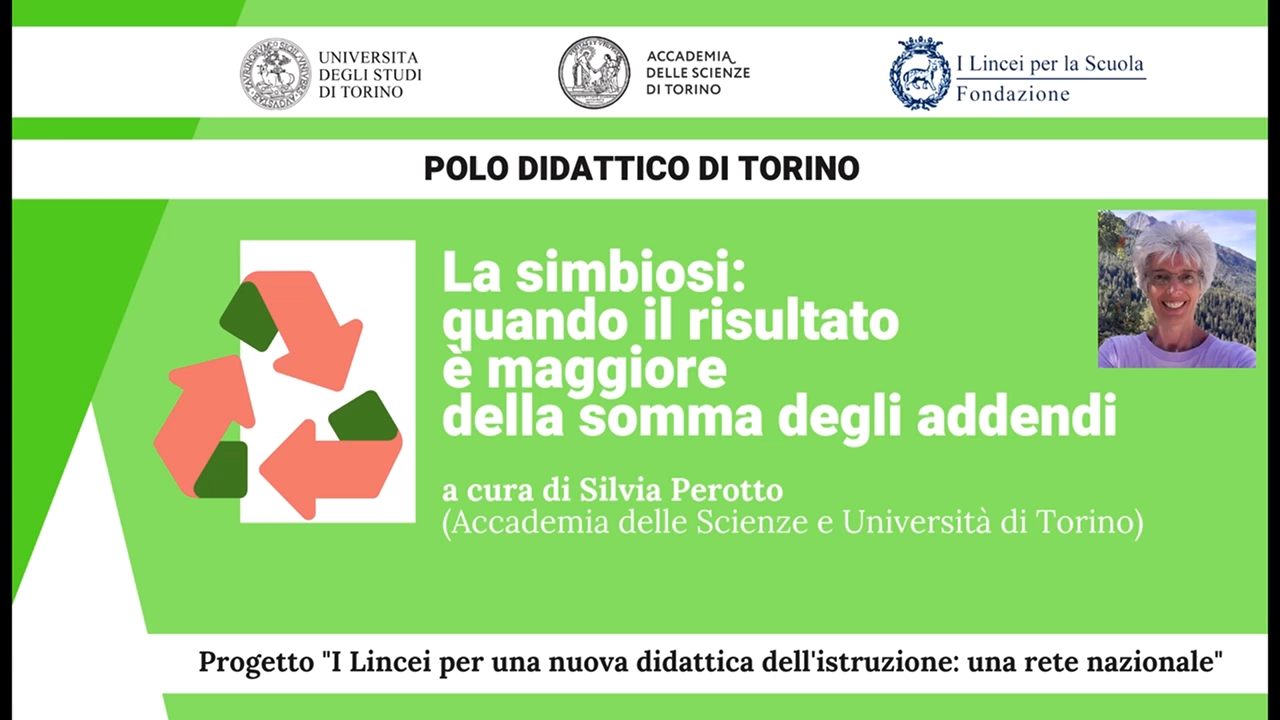 UNIVERSITA
DEGLI STUDI
DI TORINO
ACCADEMIA
DELLE SCIENZE
DI TORINO
I Lincei per la Scuola
Fondazione
POLO DIDATTICO DI TORINO
La simbiosi:
quando il risultato
è maggiore
della somma degli addendi
a cura di Silvia Perotto
(Accademia delle Scienze e Università di Torino)
Progetto "I Lincei per una nuova didattica dell'istruzione: una rete nazionale"